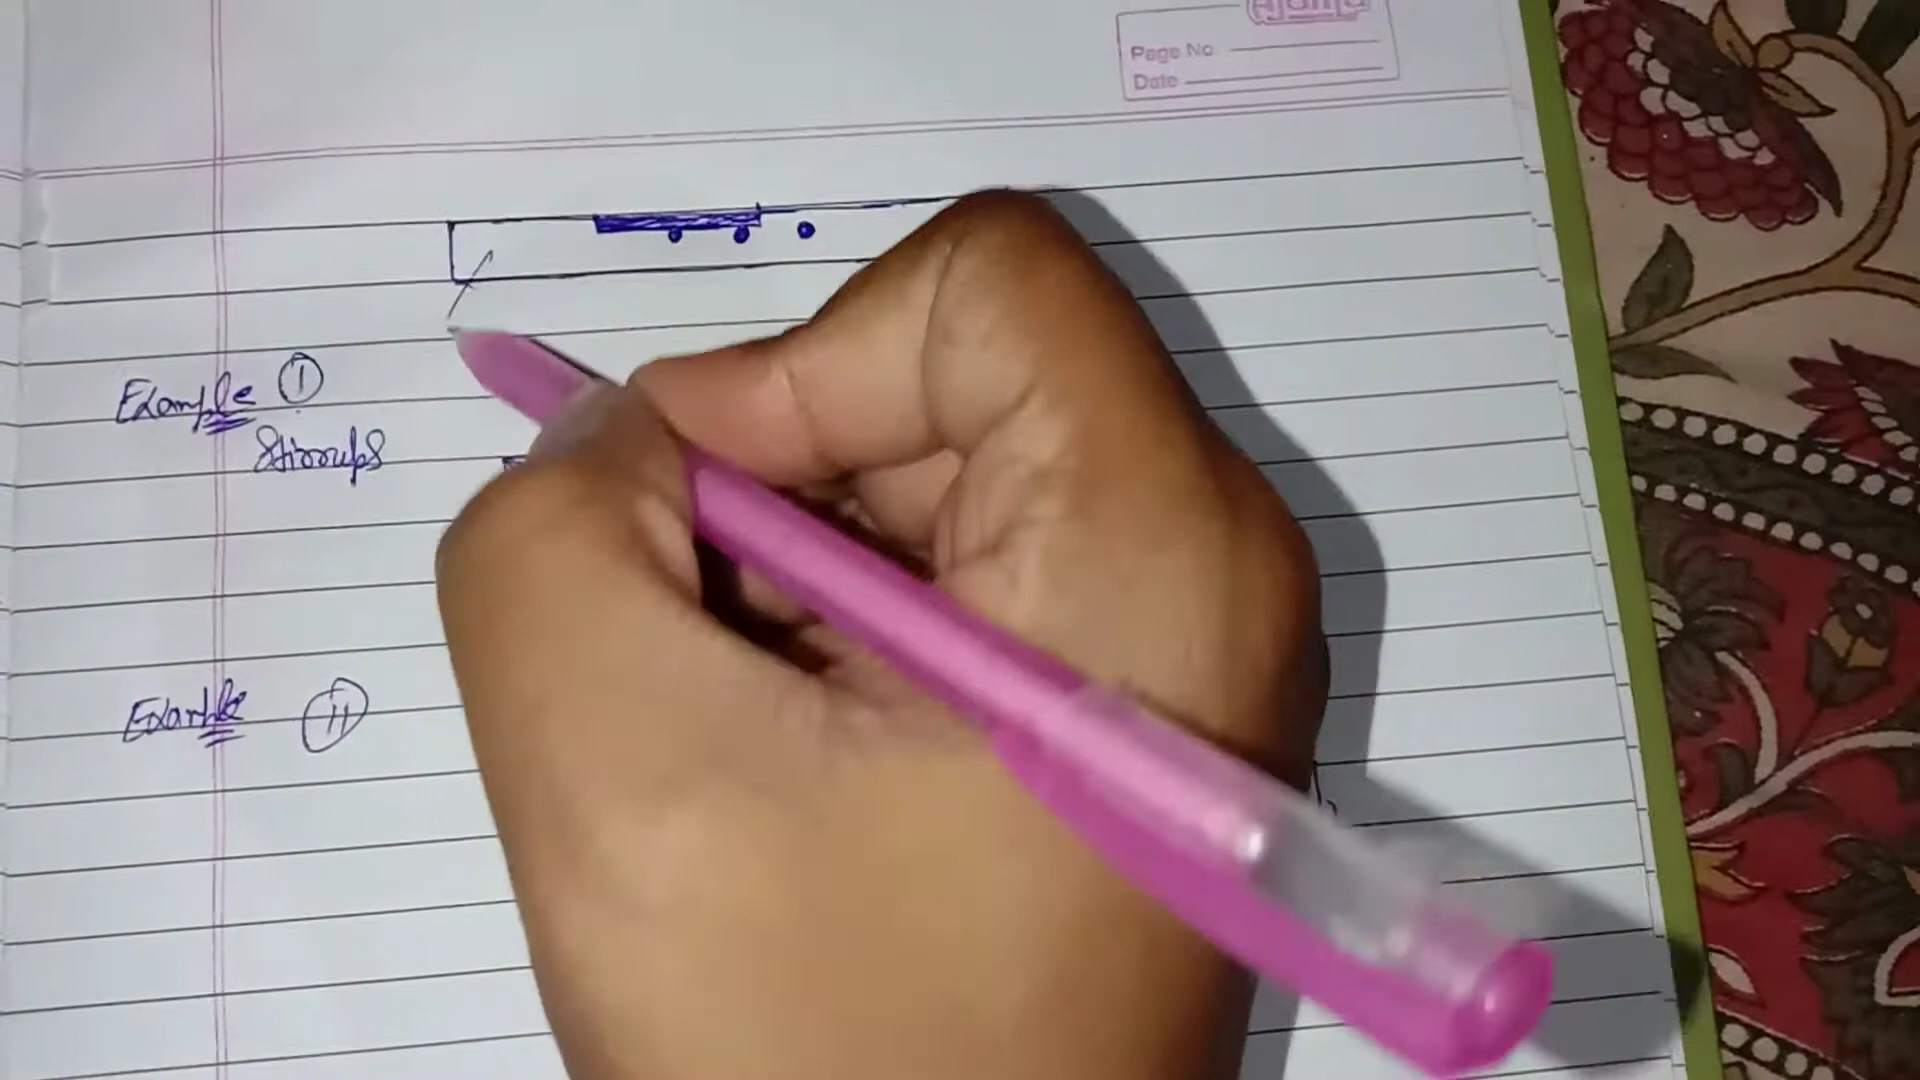 Page No
Date
Example ①
Stirrups
Example ⑪